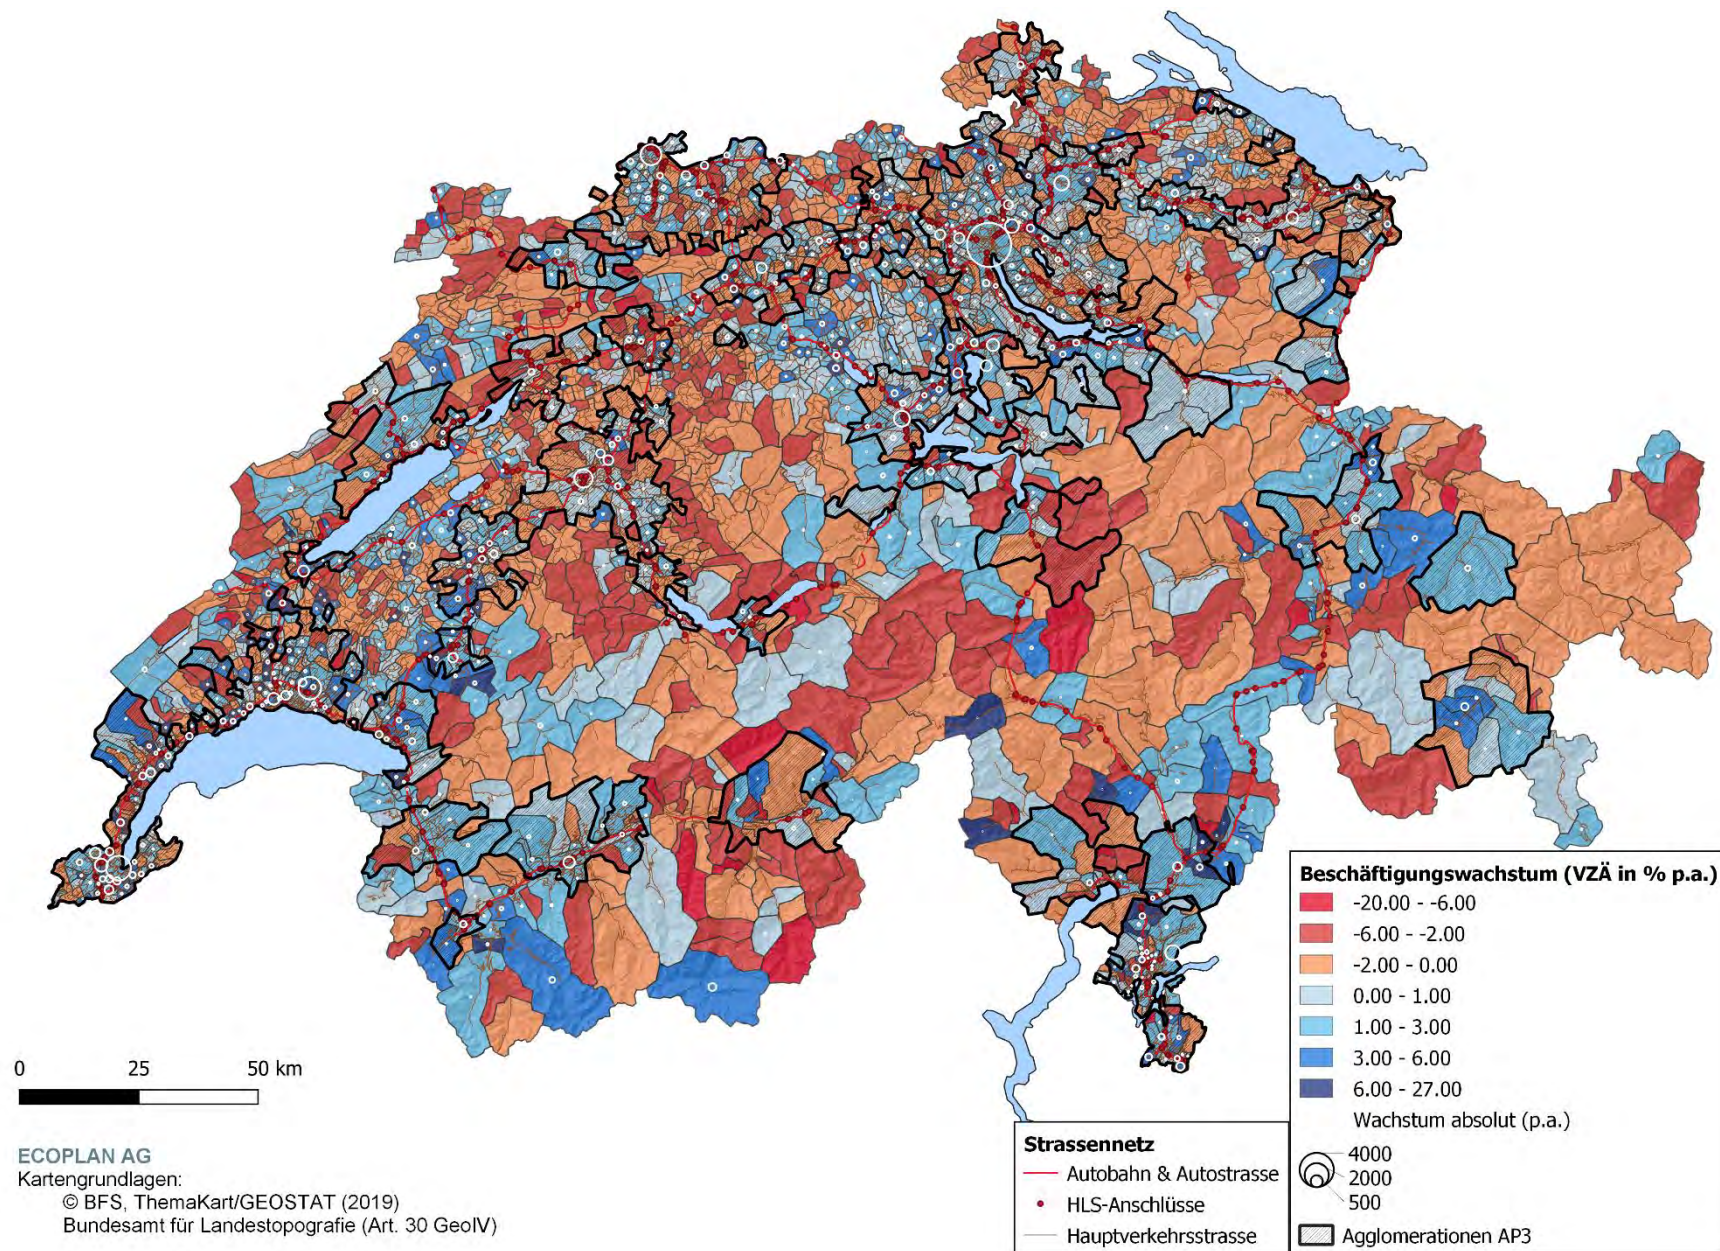 0 25 50 km
ECOPLAN AG
Kartengrundlagen:
© BFS, ThemaKart/GEOSTAT (2019)
Bundesamt für Landestopografie (Art. 30 GeoIV)
Strassennetz
Autobahn & Autostrasse
HLS-Anschlüsse
Hauptverkehrsstrasse
Beschäftigungswachstum (VZÄ in % p.a.)
-20.00 - -6.00
-6.00 - -2.00
-2.00 - 0.00
0.00 - 1.00
1.00 - 3.00
3.00 - 6.00
6.00 - 27.00
Wachstum absolut (p.a.)
4000
2000
500
Agglomerationen AP3